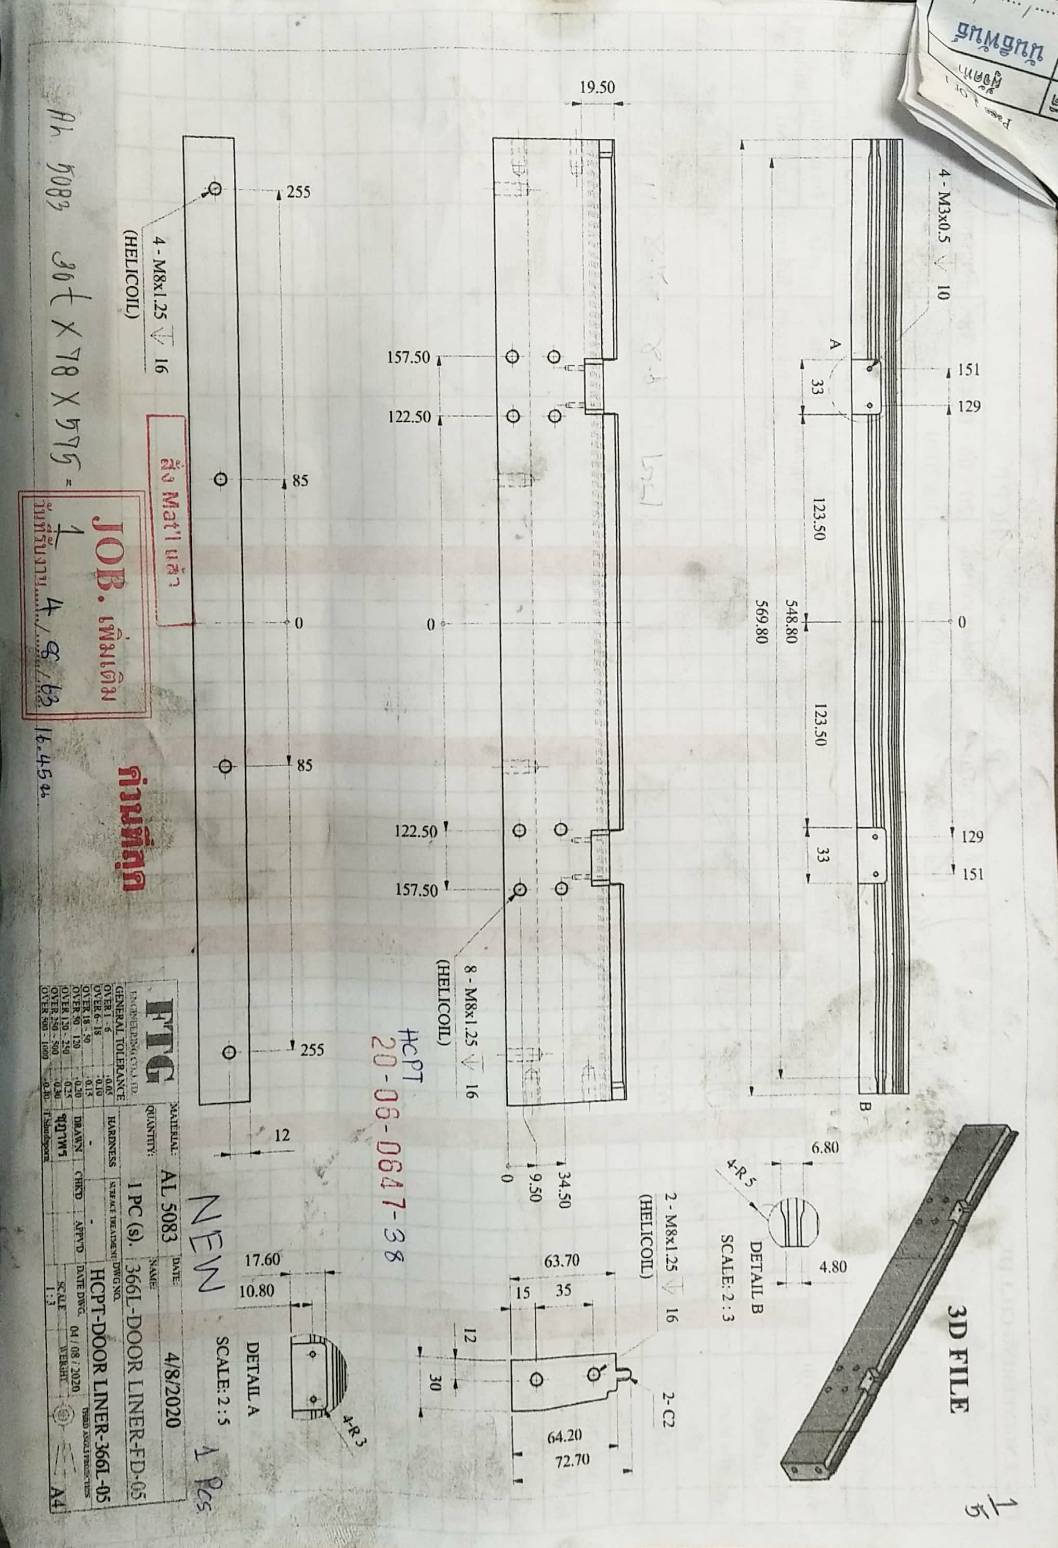 บันธิพันธ์
ผู้จัดทำ
1/5
3D FILE
151
129
0
129
151
4 - M3x0.5 ↧ 10
A
B
33
123.50
123.50
33
548.80
569.80
6.80
4.80
4-R 5
DETAIL B
SCALE: 2 : 3
2 - M8x1.25 ↧ 16
(HELICOIL)
2- C2
19.50
34.50
9.50
0
63.70
35
15
64.20
72.70
12
30
8 - M8x1.25 ↧ 16
(HELICOIL)
157.50
122.50
0
122.50
157.50
HCPT
20-06-0647-38
255
85
0
85
255
12
4-R 3
17.60
10.80
DETAIL A
SCALE: 2 : 5
4 - M8x1.25 ↧ 16
(HELICOIL)
สั่ง Mat'l แล้ว
NEW
1 Pcs
ด่วนที่สุด
JOB. เพิ่มเติม
1
วันที่รับงาน 4 / 8 / 63 16.45น
AL 5083 30t X 78 X 575 =
FTG
ENGINEERING CO.,LTD.
MATERIAL: AL 5083
DATE: 4/8/2020
QUANTITY: 1 PC (s).
NAME: 366L-DOOR LINER-FD-05
GENERAL TOLERANCE
OVER 1 - 6 ±0.05
OVER 6- 18 ±0.10
OVER 18 - 50 ±0.15
OVER 50 - 120 ±0.20
OVER 120 - 250 ±0.25
OVER 250 - 500 ±0.30
OVER 500 - 1000 ±0.40
HARDNESS
-
SURFACE TREATMENT
-
DWG NO.
HCPT-DOOR LINER-366L-05
DRAWN
CHK'D
APPV'D
ชุฎาพร
T.Shudaporn
DATE DWG. 04 / 08 / 2020
THIRD ANGLE PROJECTION
SCALE
1 : 3
WEIGHT
A4